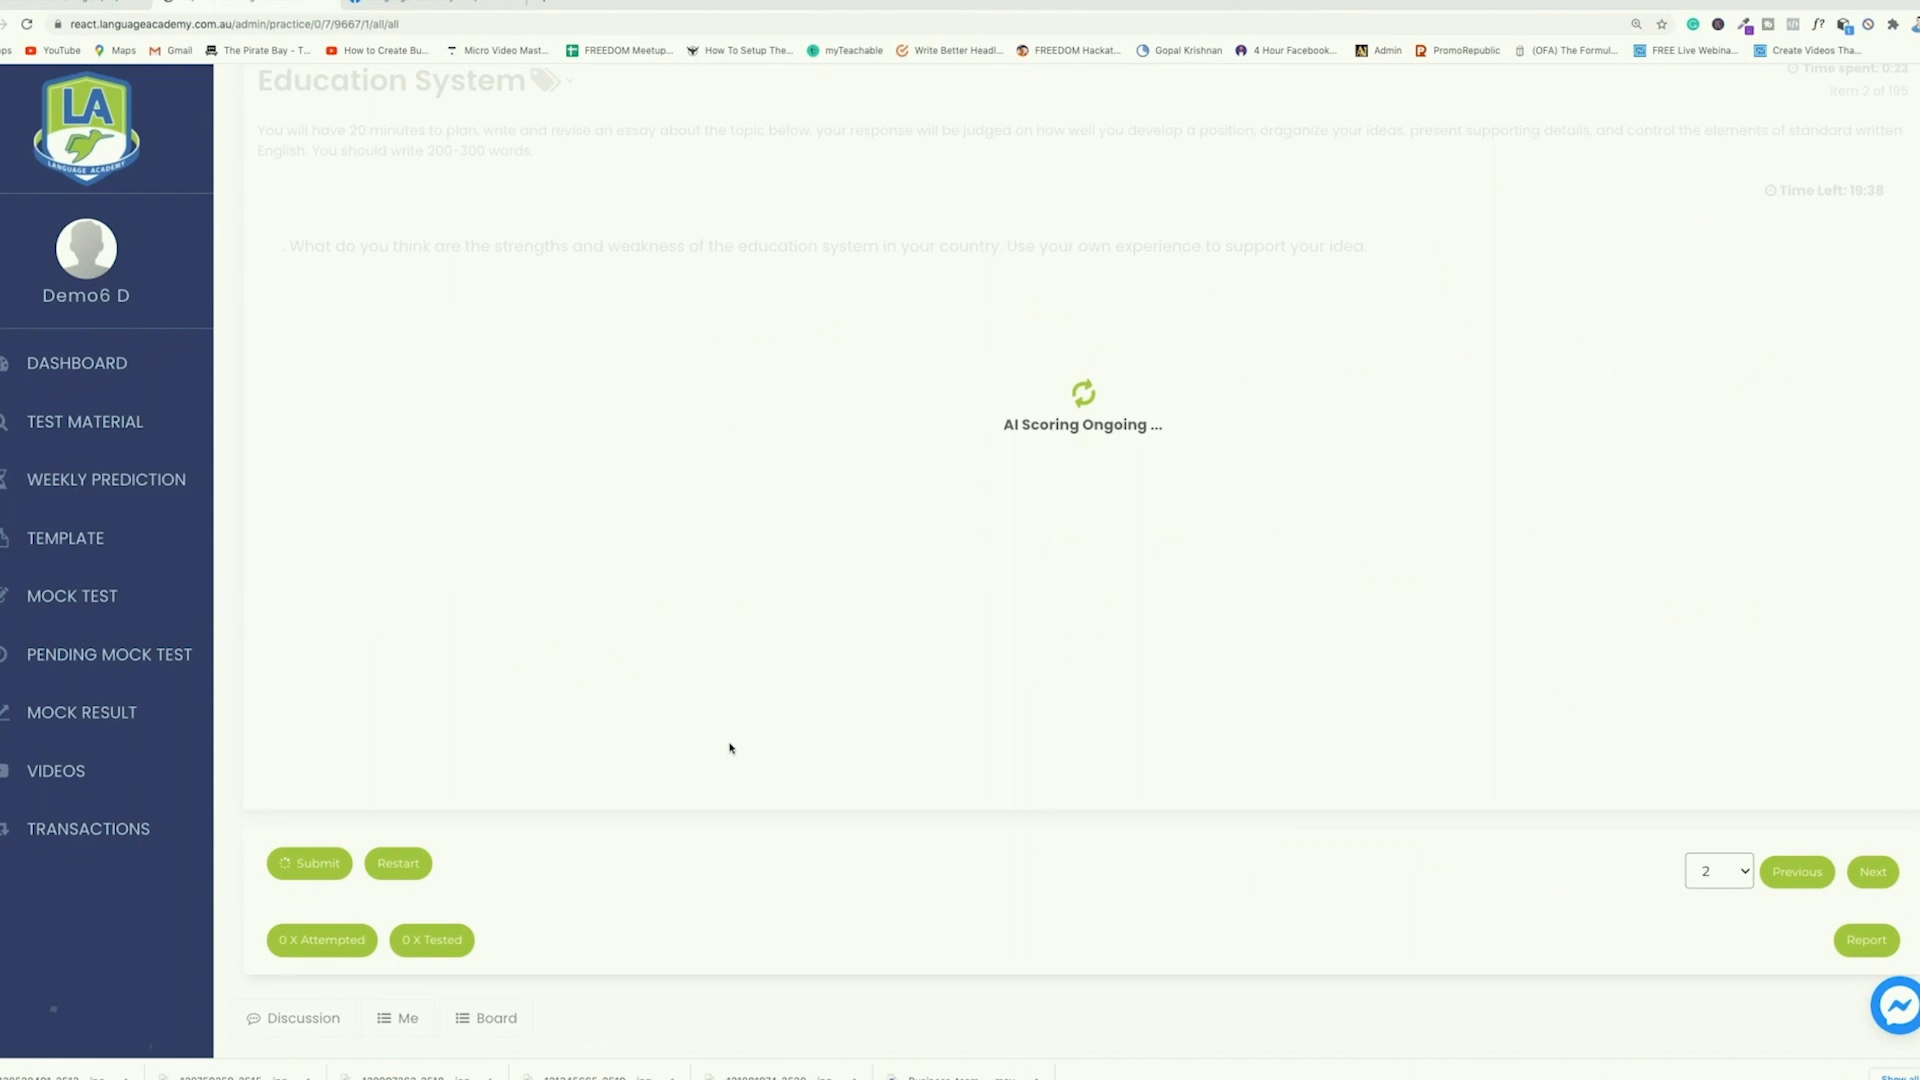 react.languageacademy.com.au/admin/practice/0/7/9667/1/all/all
YouTube Maps Gmail The Pirate Bay - T... How to Create Bu... Micro Video Mast... FREEDOM Meetup... How To Setup The... myTeachable Write Better Headl... FREEDOM Hackat... Gopal Krishnan 4 Hour Facebook... Admin PromoRepublic (OFA) The Formul... FREE Live Webina... Create Videos Tha...
LA
LANGUAGE ACADEMY
Demo6 D
DASHBOARD
TEST MATERIAL
WEEKLY PREDICTION
TEMPLATE
MOCK TEST
PENDING MOCK TEST
MOCK RESULT
VIDEOS
TRANSACTIONS
Education System
Time spent: 0:23
Item 2 of 195
You will have 20 minutes to plan, write and revise an essay about the topic below, your response will be judged on how well you develop a position, oraganize your ideas, present supporting details, and control the elements of standard written
English. You should write 200-300 words.
Time Left: 19:38
. What do you think are the strengths and weakness of the education system in your country. Use your own experience to support your idea.
AI Scoring Ongoing ...
Submit Restart
2 Previous Next
0 X Attempted 0 X Tested
Report
Discussion Me Board